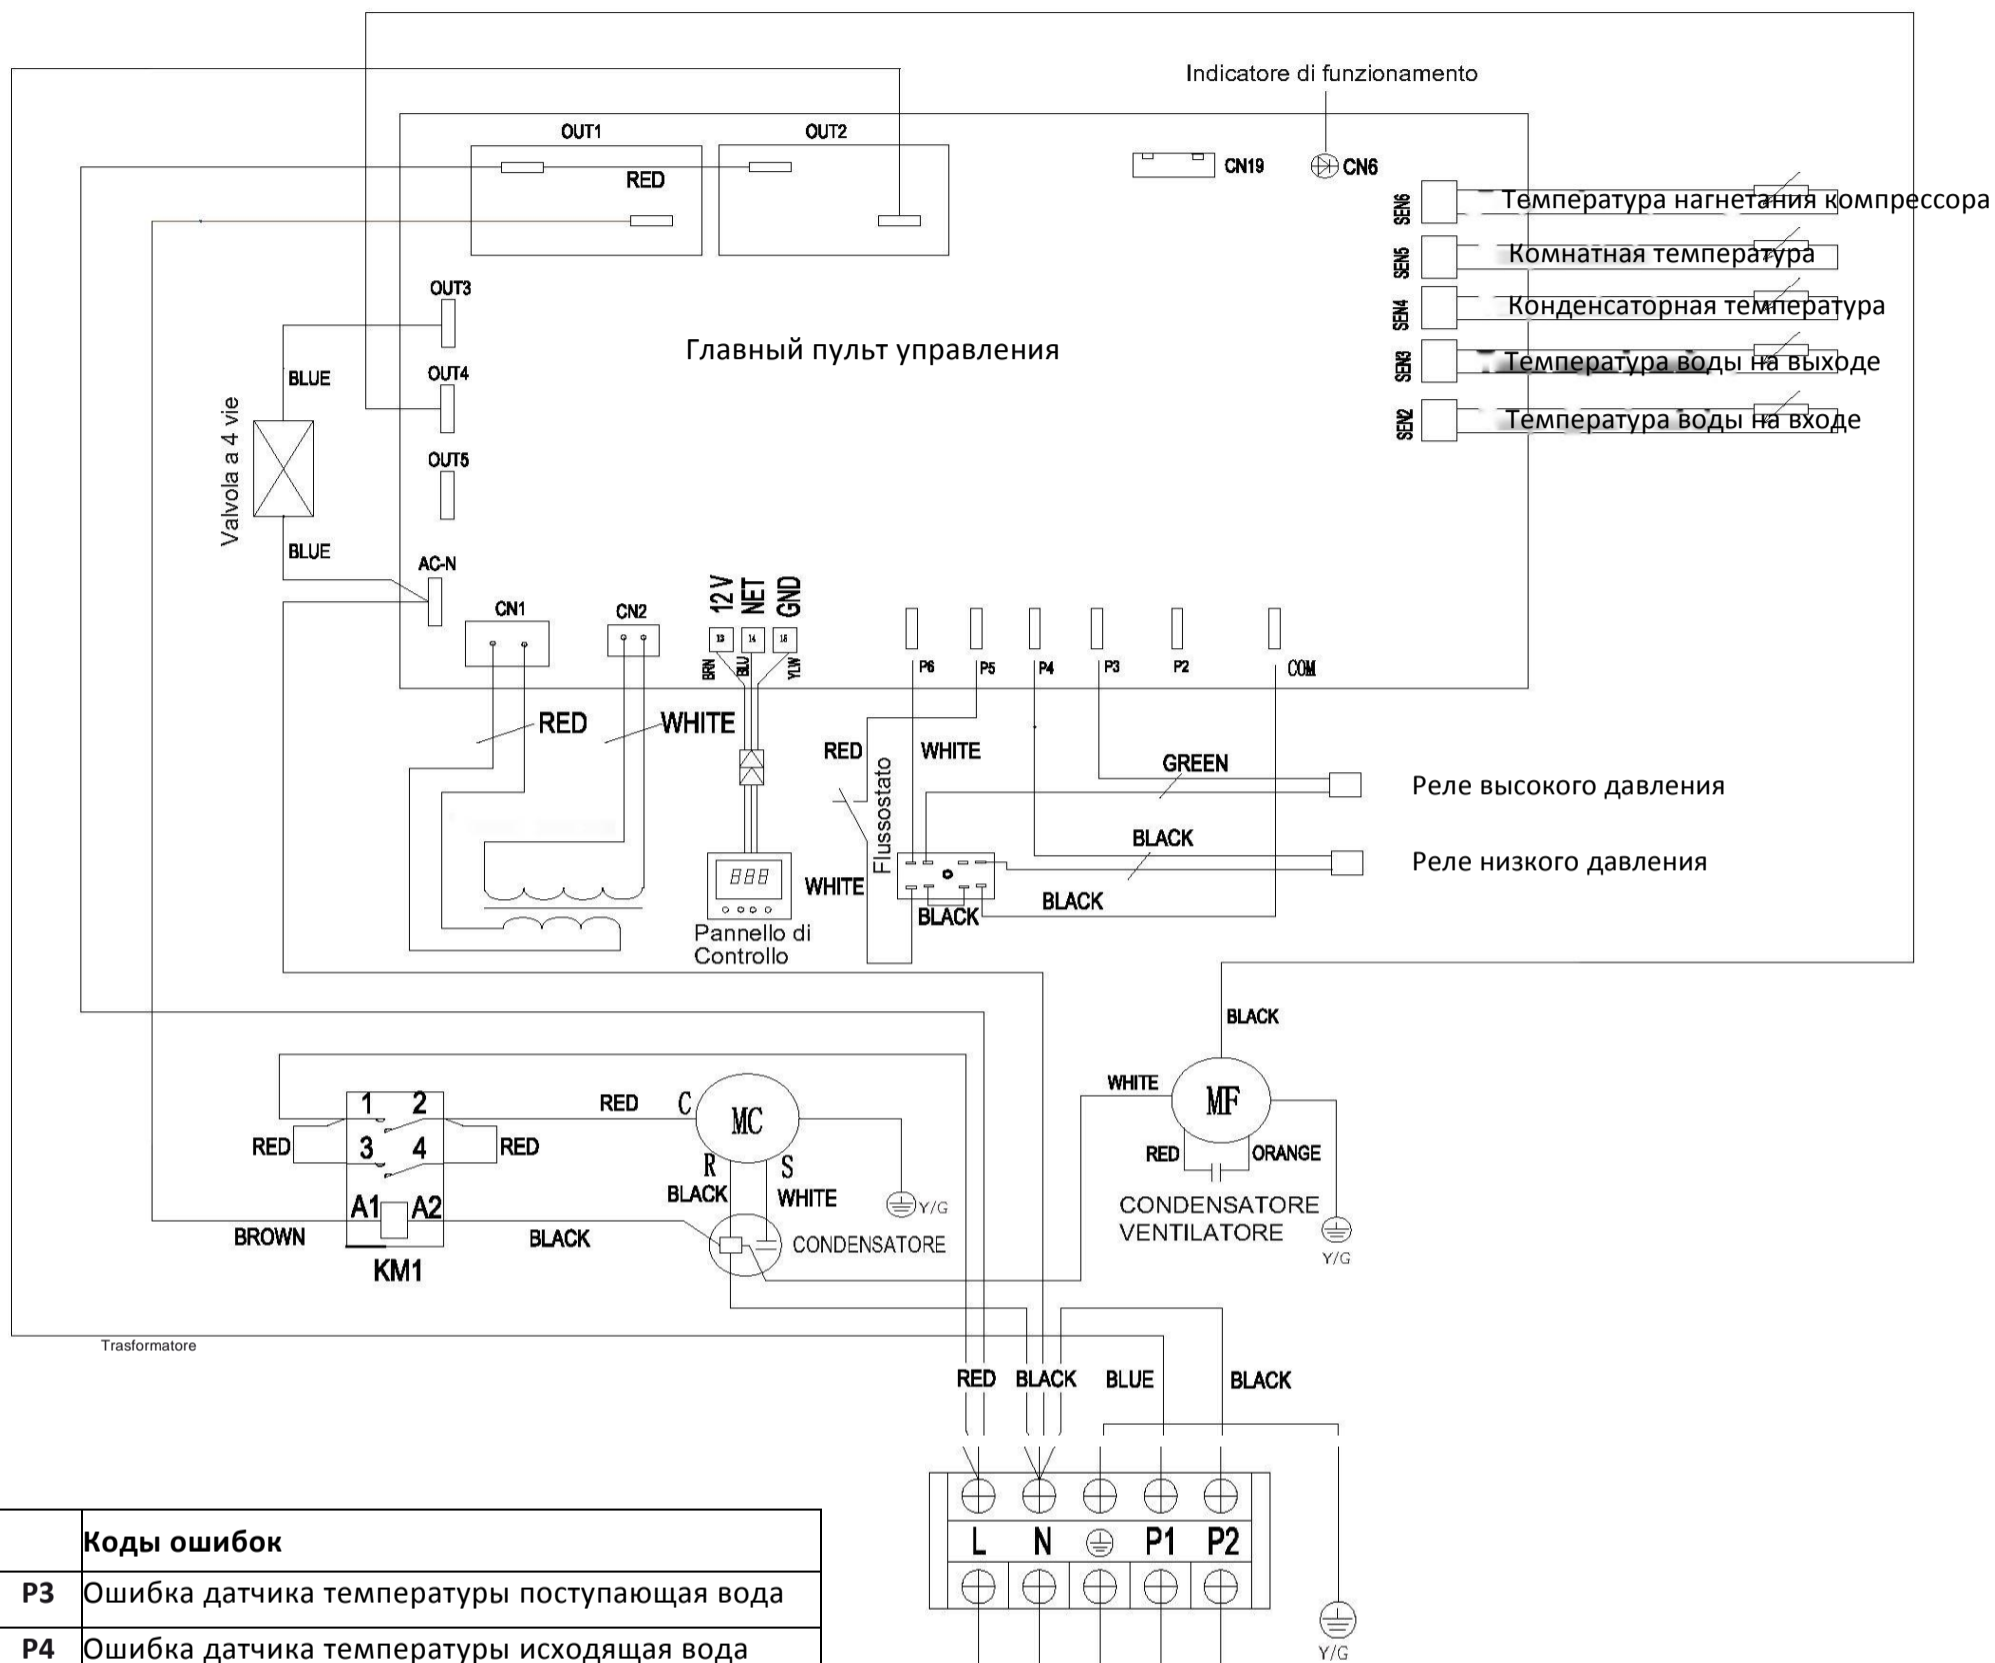 Indicatore di funzionamento
OUT1
OUT2
RED
CN19
CN6
SEN6
Температура нагнетания компрессора
SEN5
Комнатная температура
SEN4
Конденсаторная температура
SEN3
Температура воды на выходе
SEN2
Температура воды на входе
OUT3
Главный пульт управления
BLUE
OUT4
Valvola a 4 vie
OUT5
BLUE
AC-N
CN1
CN2
12 V
NET
GND
13
14
15
BRN
BLU
YLW
P6
P5
P4
P3
P2
COM
RED
WHITE
RED
WHITE
Flussostato
GREEN
Реле высокого давления
BLACK
Реле низкого давления
888
WHITE
BLACK
BLACK
Pannello di
Controllo
BLACK
1 2
RED
C
MC
WHITE
MF
RED
3 4
RED
R
S
RED
ORANGE
BLACK
WHITE
Y/G
A1 A2
CONDENSATORE
VENTILATORE
BROWN
BLACK
CONDENSATORE
Y/G
KM1
Trasformatore
RED
BLACK
BLUE
BLACK
L N P1 P2
Y/G
Коды ошибок
P3 Ошибка датчика температуры поступающая вода
P4 Ошибка датчика температуры исходящая вода